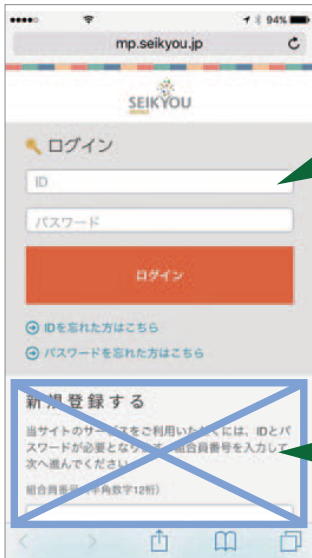 94%
mp.seikyou.jp
SEIKYOU
ログイン
ID
パスワード
ログイン
IDを忘れた方はこちら
パスワードを忘れた方はこちら
新規登録する
当サイトのサービスをご利用いただくには、IDとパ
スワードが必要となります。組合員番号を入力して
次へ進んでください
組合員番号（半角数字12桁）